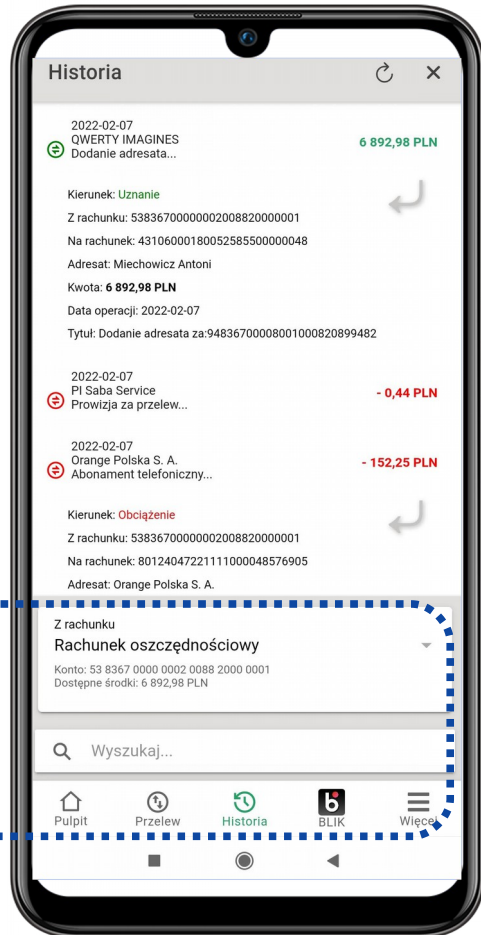 Historia
2022-02-07
QWERTY IMAGINES
Dodanie adresata...
6 892,98 PLN
Kierunek: Uznanie
Z rachunku: 53836700000002008820000001
Na rachunek: 43106000180052585500000048
Adresat: Miechowicz Antoni
Kwota: 6 892,98 PLN
Data operacji: 2022-02-07
Tytuł: Dodanie adresata za:94836700008001000820899482
2022-02-07
PI Saba Service
Prowizja za przelew...
- 0,44 PLN
2022-02-07
Orange Polska S. A.
Abonament telefoniczny...
- 152,25 PLN
Kierunek: Obciążenie
Z rachunku: 53836700000002008820000001
Na rachunek: 80124047221111000048576905
Adresat: Orange Polska S. A.
Z rachunku
Rachunek oszczędnościowy
Konto: 53 8367 0000 0002 0088 2000 0001
Dostępne środki: 6 892,98 PLN
Wyszukaj...
Pulpit Przelew Historia BLIK Więcej